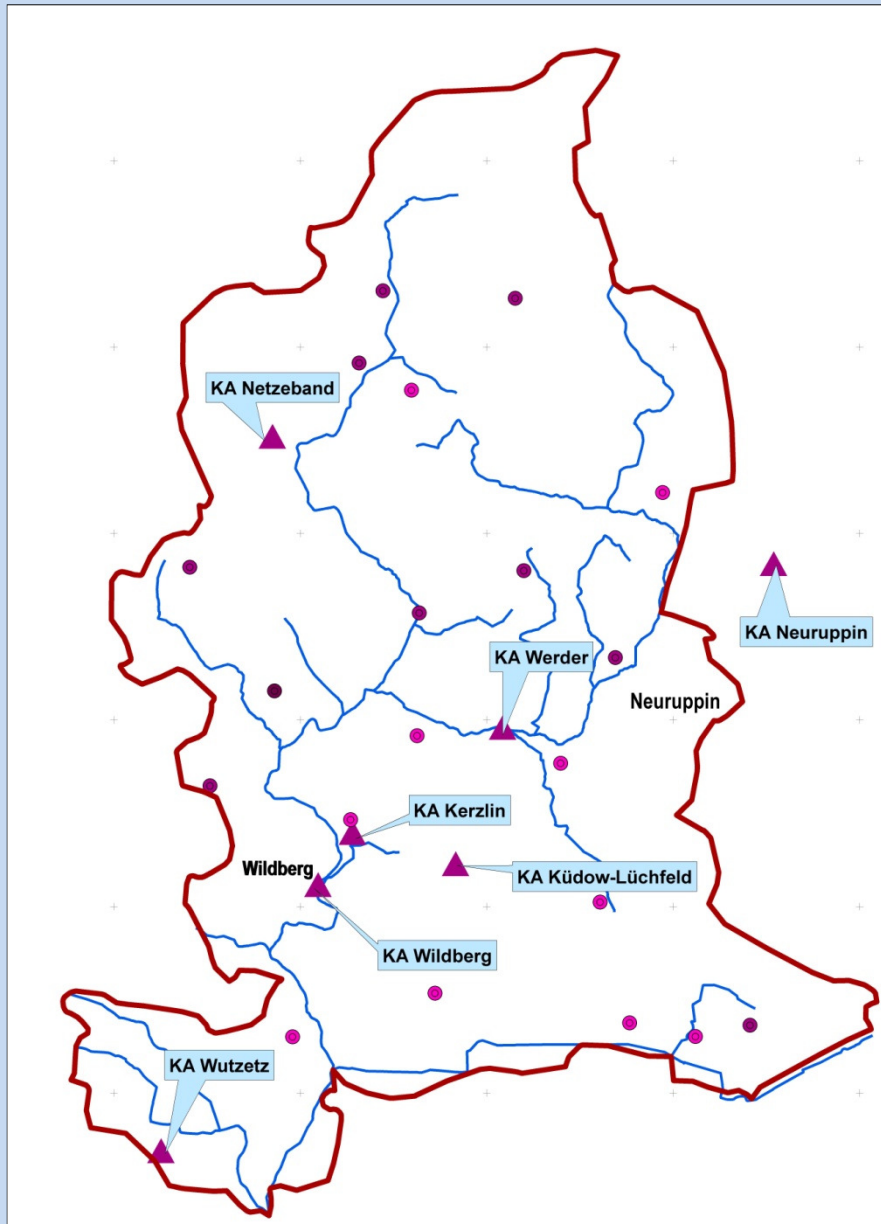 KA Netzeband
KA Neuruppin
KA Werder
Neuruppin
KA Kerzlin
Wildberg
KA Küdow-Lüchfeld
KA Wildberg
KA Wutzetz